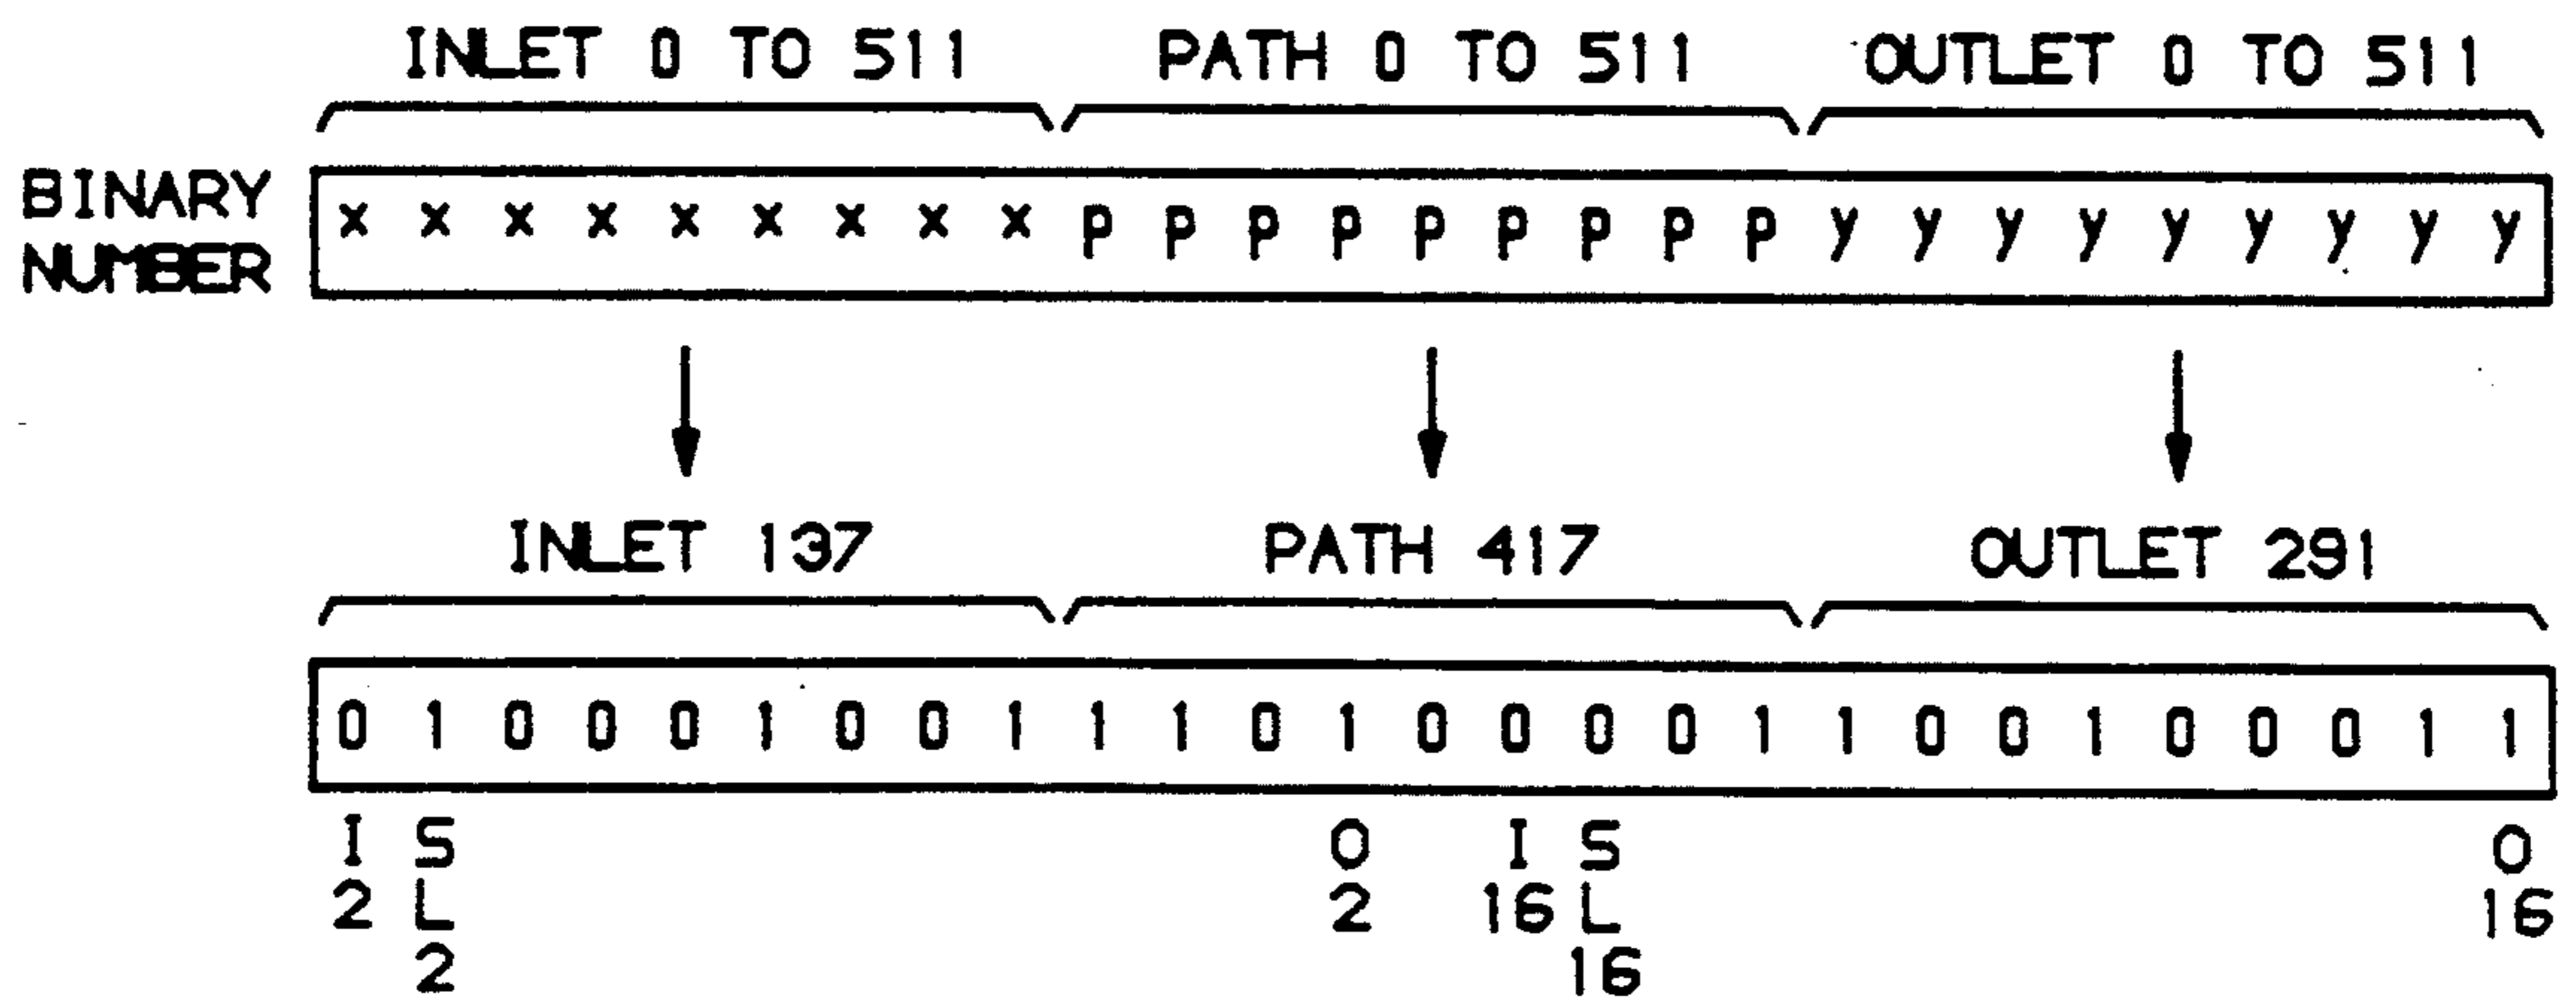 INLET 0 TO 511 PATH 0 TO 511 OUTLET 0 TO 511
BINARY
NUMBER
x x x x x x x x x p p p p p p p p p y y y y y y y y y
INLET 137 PATH 417 OUTLET 291
0 1 0 0 0 1 0 0 1 1 1 0 1 0 0 0 0 1 1 0 0 1 0 0 0 1 1
I S O I S O
2 L 2 16 L 16
2 16